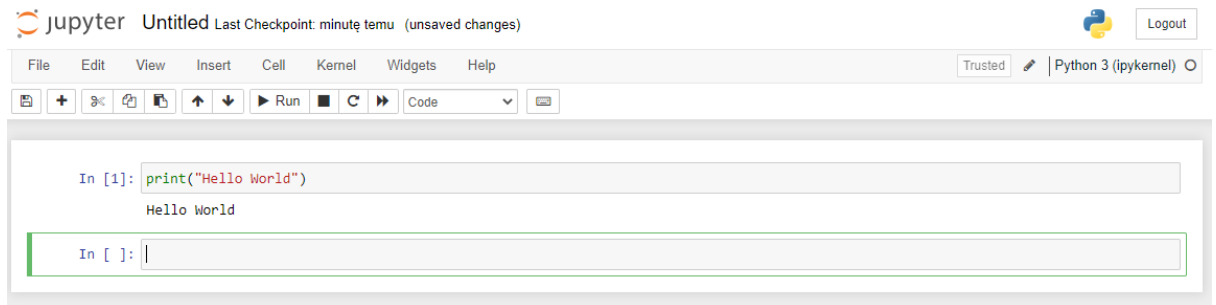 jupyter Untitled Last Checkpoint: minutę temu (unsaved changes) Logout
File Edit View Insert Cell Kernel Widgets Help Trusted Python 3 (ipykernel)
Run Code
In [1]: print("Hello World")
Hello World
In [ ]: